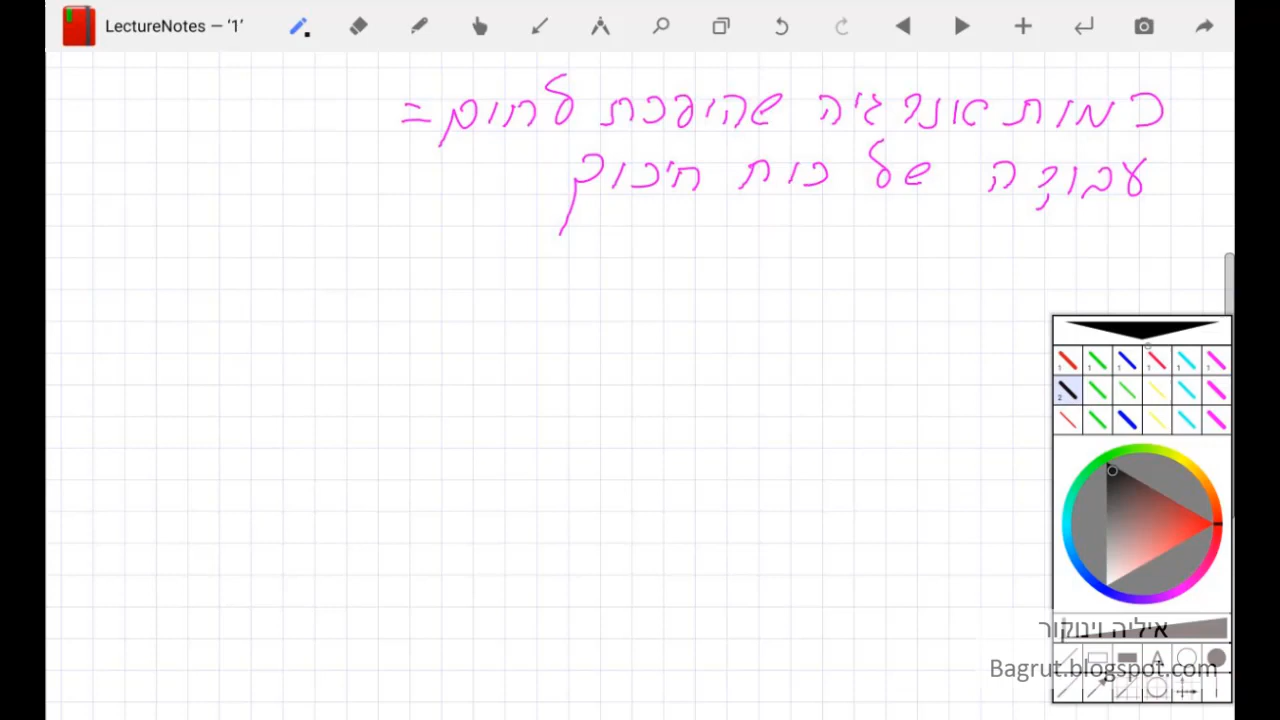 LectureNotes – ‘1’
כמות אנרגיה שהופכת לחום =
עבודה של כוח חיכוך
איליה וינוקור
Bagrut.blogspot.com